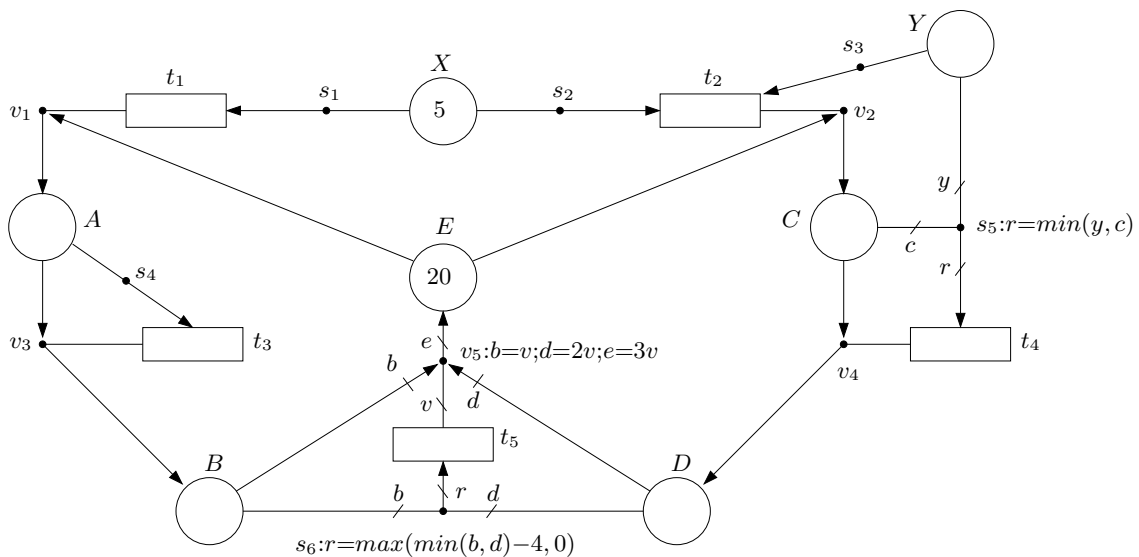 Y
s₃
X
t₁
t₂
s₁
s₂
v₁
5
v₂
y
A
E
C
s₅:r=min(y,c)
c
r
s₄
20
v₃
t₃
e
v₅:b=v;d=2v;e=3v
t₄
b
v
d
v₄
t₅
B
D
b
r
d
s₆:r=max(min(b,d)−4,0)